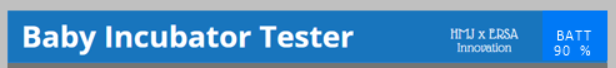 Baby Incubator Tester
HMJ x ERSA
Innovation
BATT
90 %